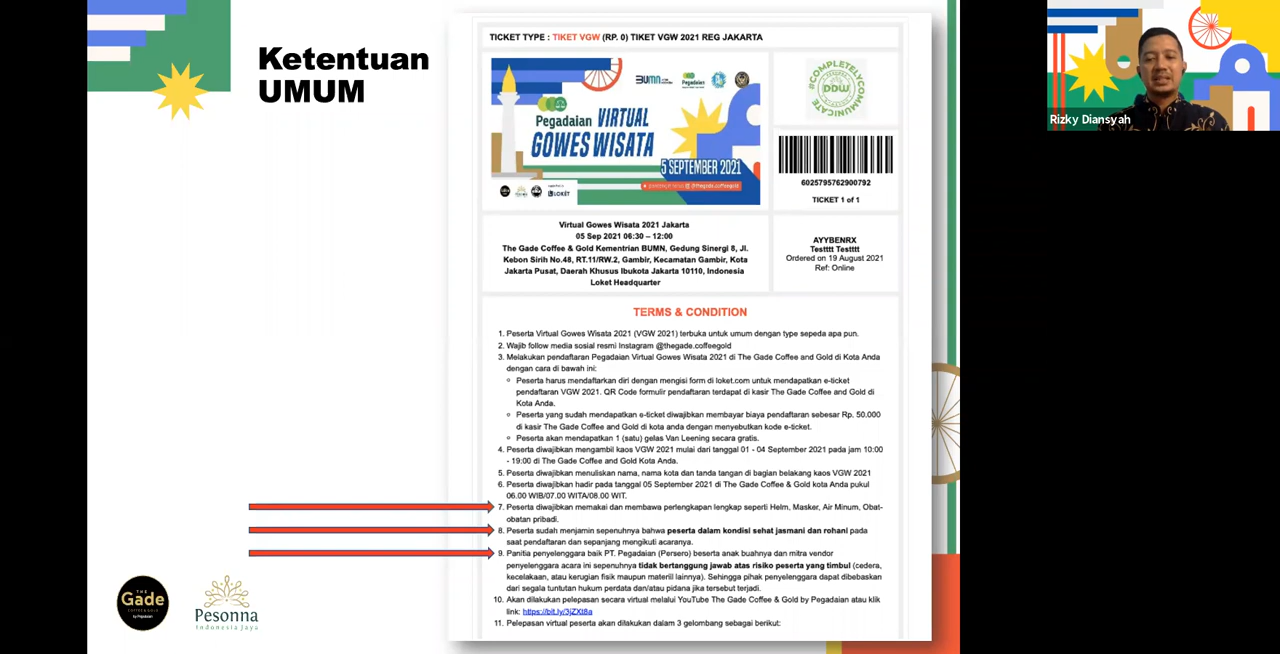 Ketentuan
UMUM
TICKET TYPE : TIKET VGW (RP. 0) TIKET VGW 2021 REG JAKARTA
BUMN
Pegadaian
Pegadaian VIRTUAL
GOWES WISATA
5 SEPTEMBER 2021
LOKET
#COMPLETELY
COMMUNICATE
DDW
6025795762900792
TICKET 1 of 1
Virtual Gowes Wisata 2021 Jakarta
05 Sep 2021 06:30 – 12:00
The Gade Coffee & Gold Kementrian BUMN, Gedung Sinergi 8, Jl.
Kebon Sirih No.48, RT.11/RW.2, Gambir, Kecamatan Gambir, Kota
Jakarta Pusat, Daerah Khusus Ibukota Jakarta 10110, Indonesia
Loket Headquarter
AYYBENRX
Testttt Testttt
Ordered on 19 August 2021
Ref: Online
TERMS & CONDITION
1. Peserta Virtual Gowes Wisata 2021 (VGW 2021) terbuka untuk umum dengan type sepeda apa pun.
2. Wajib follow media sosial resmi Instagram @thegade.coffeegold
3. Melakukan pendaftaran Pegadaian Virtual Gowes Wisata 2021 di The Gade Coffee and Gold di Kota Anda
dengan cara di bawah ini:
Peserta harus mendaftarkan diri dengan mengisi form di loket.com untuk mendapatkan e-ticket
pendaftaran VGW 2021. QR Code formulir pendaftaran terdapat di kasir The Gade Coffee and Gold di
Kota Anda.
Peserta yang sudah mendapatkan e-ticket diwajibkan membayar biaya pendaftaran sebesar Rp. 50.000
di kasir The Gade Coffee and Gold di kota anda dengan menyebutkan kode e-ticket.
Peserta akan mendapatkan 1 (satu) gelas Van Leening secara gratis.
4. Peserta diwajibkan mengambil kaos VGW 2021 mulai dari tanggal 01 - 04 September 2021 pada jam 10:00
- 19:00 di The Gade Coffee and Gold Kota Anda.
5. Peserta diwajibkan menuliskan nama, nama kota dan tanda tangan di bagian belakang kaos VGW 2021
6. Peserta diwajibkan hadir pada tanggal 05 September 2021 di The Gade Coffee & Gold kota Anda pukul
06.00 WIB/07.00 WITA/08.00 WIT.
7. Peserta diwajibkan memakai dan membawa perlengkapan lengkap seperti Helm, Masker, Air Minum, Obat-
obatan pribadi.
8. Peserta sudah menjamin sepenuhnya bahwa peserta dalam kondisi sehat jasmani dan rohani pada
saat pendaftaran dan sepanjang mengikuti acaranya.
9. Panitia penyelenggara baik PT. Pegadaian (Persero) beserta anak buahnya dan mitra vendor
penyelenggara acara ini sepenuhnya tidak bertanggung jawab atas risiko peserta yang timbul (cedera,
kecelakaan, atau kerugian fisik maupun materiil lainnya). Sehingga pihak penyelenggara dapat dibebaskan
dari segala tuntutan hukum perdata dan/atau pidana jika tersebut terjadi.
10. Akan dilakukan pelepasan secara virtual melalui YouTube The Gade Coffee & Gold by Pegadaian atau klik
link: https://bit.ly/3jZXt8a
11. Pelepasan virtual peserta akan dilakukan dalam 3 gelombang sebagai berikut:
THE
Gade
COFFEE & GOLD
by Pegadaian
Pesonna
Indonesia Jaya
Rizky Diansyah